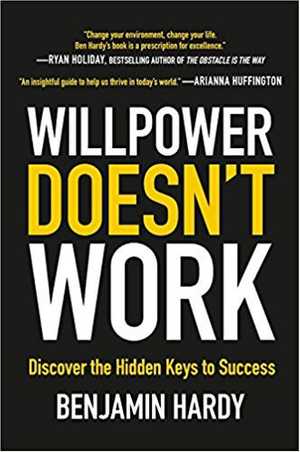 "Change your environment, change your life.
Ben Hardy's book is a prescription for excellence."
—RYAN HOLIDAY, BESTSELLING AUTHOR OF THE OBSTACLE IS THE WAY
"An insightful guide to help us thrive in today's world." —ARIANNA HUFFINGTON
WILLPOWER
DOESN'T
WORK
Discover the Hidden Keys to Success
BENJAMIN HARDY